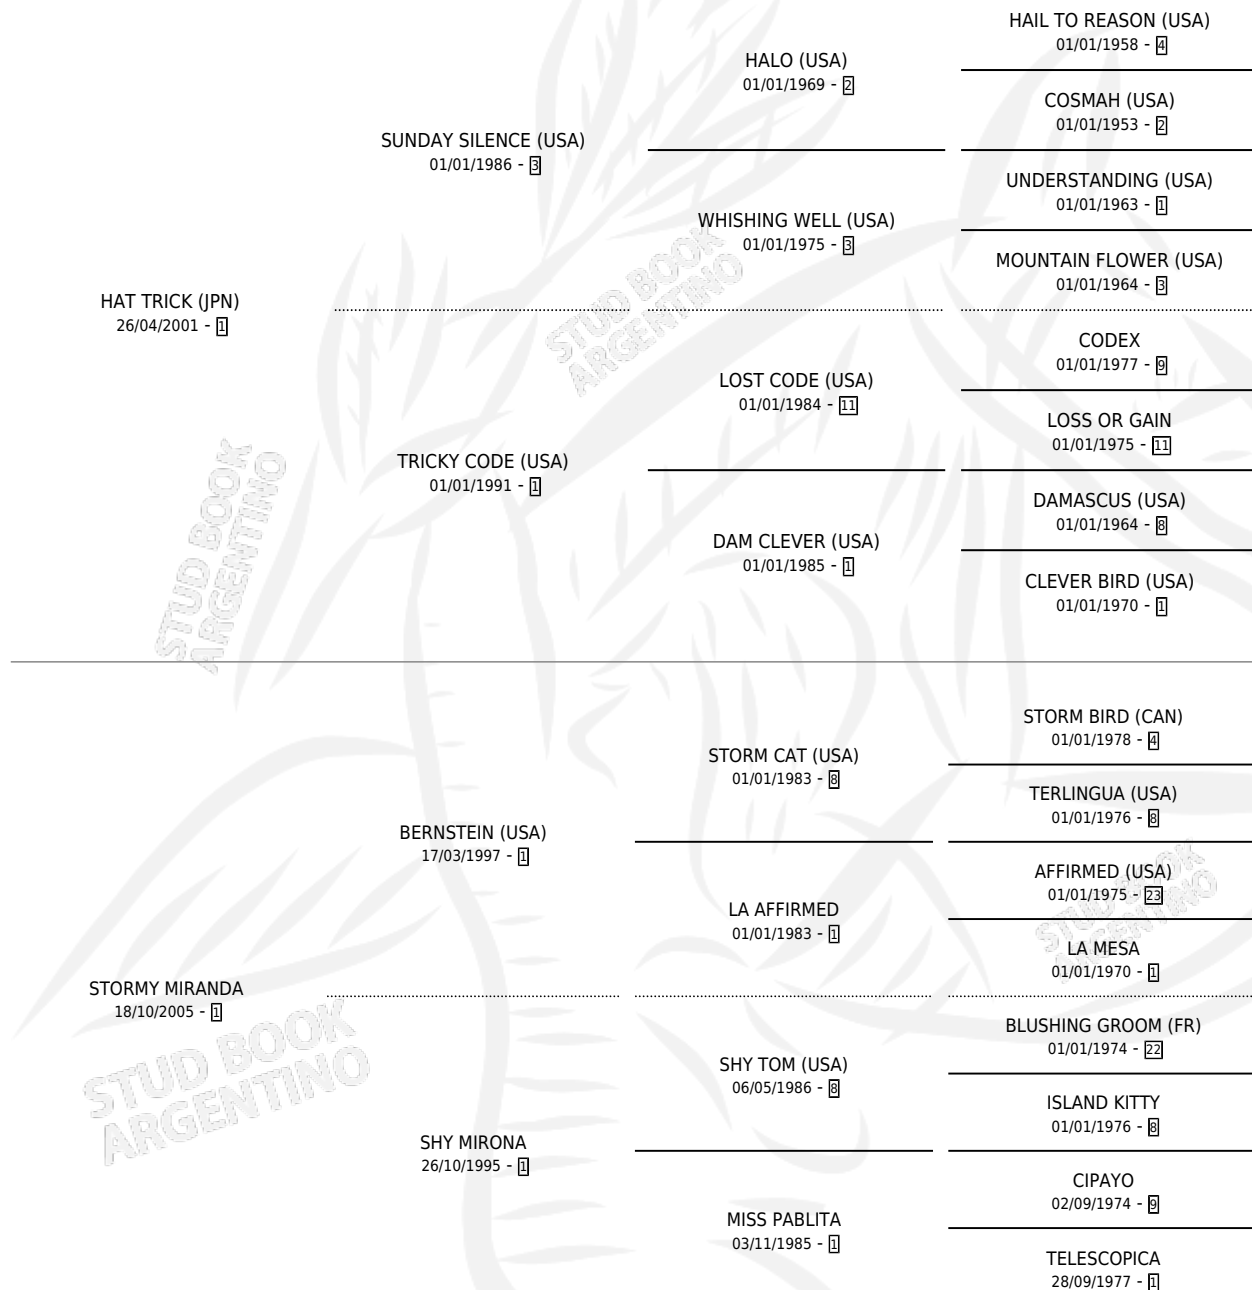 HAIL TO REASON (USA)
01/01/1958 - 4
HALO (USA)
01/01/1969 - 2
COSMAH (USA)
01/01/1953 - 2
SUNDAY SILENCE (USA)
01/01/1986 - 3
UNDERSTANDING (USA)
01/01/1963 - 1
WHISHING WELL (USA)
01/01/1975 - 3
MOUNTAIN FLOWER (USA)
01/01/1964 - 3
HAT TRICK (JPN)
26/04/2001 - 1
CODEX
01/01/1977 - 9
LOST CODE (USA)
01/01/1984 - 11
LOSS OR GAIN
01/01/1975 - 11
TRICKY CODE (USA)
01/01/1991 - 1
DAMASCUS (USA)
01/01/1964 - 8
DAM CLEVER (USA)
01/01/1985 - 1
CLEVER BIRD (USA)
01/01/1970 - 1
STORM BIRD (CAN)
01/01/1978 - 4
STORM CAT (USA)
01/01/1983 - 8
TERLINGUA (USA)
01/01/1976 - 8
BERNSTEIN (USA)
17/03/1997 - 1
AFFIRMED (USA)
01/01/1975 - 23
LA AFFIRMED
01/01/1983 - 1
LA MESA
01/01/1970 - 1
STORMY MIRANDA
18/10/2005 - 1
BLUSHING GROOM (FR)
01/01/1974 - 22
SHY TOM (USA)
06/05/1986 - 8
ISLAND KITTY
01/01/1976 - 8
SHY MIRONA
26/10/1995 - 1
CIPAYO
02/09/1974 - 9
MISS PABLITA
03/11/1985 - 1
TELESCOPICA
28/09/1977 - 1
STUD BOOK
ARGENTINO
STUD BOOK
ARGENTINO
STUD BOOK
ARGENTINO
STUD BOOK
ARGENTINO